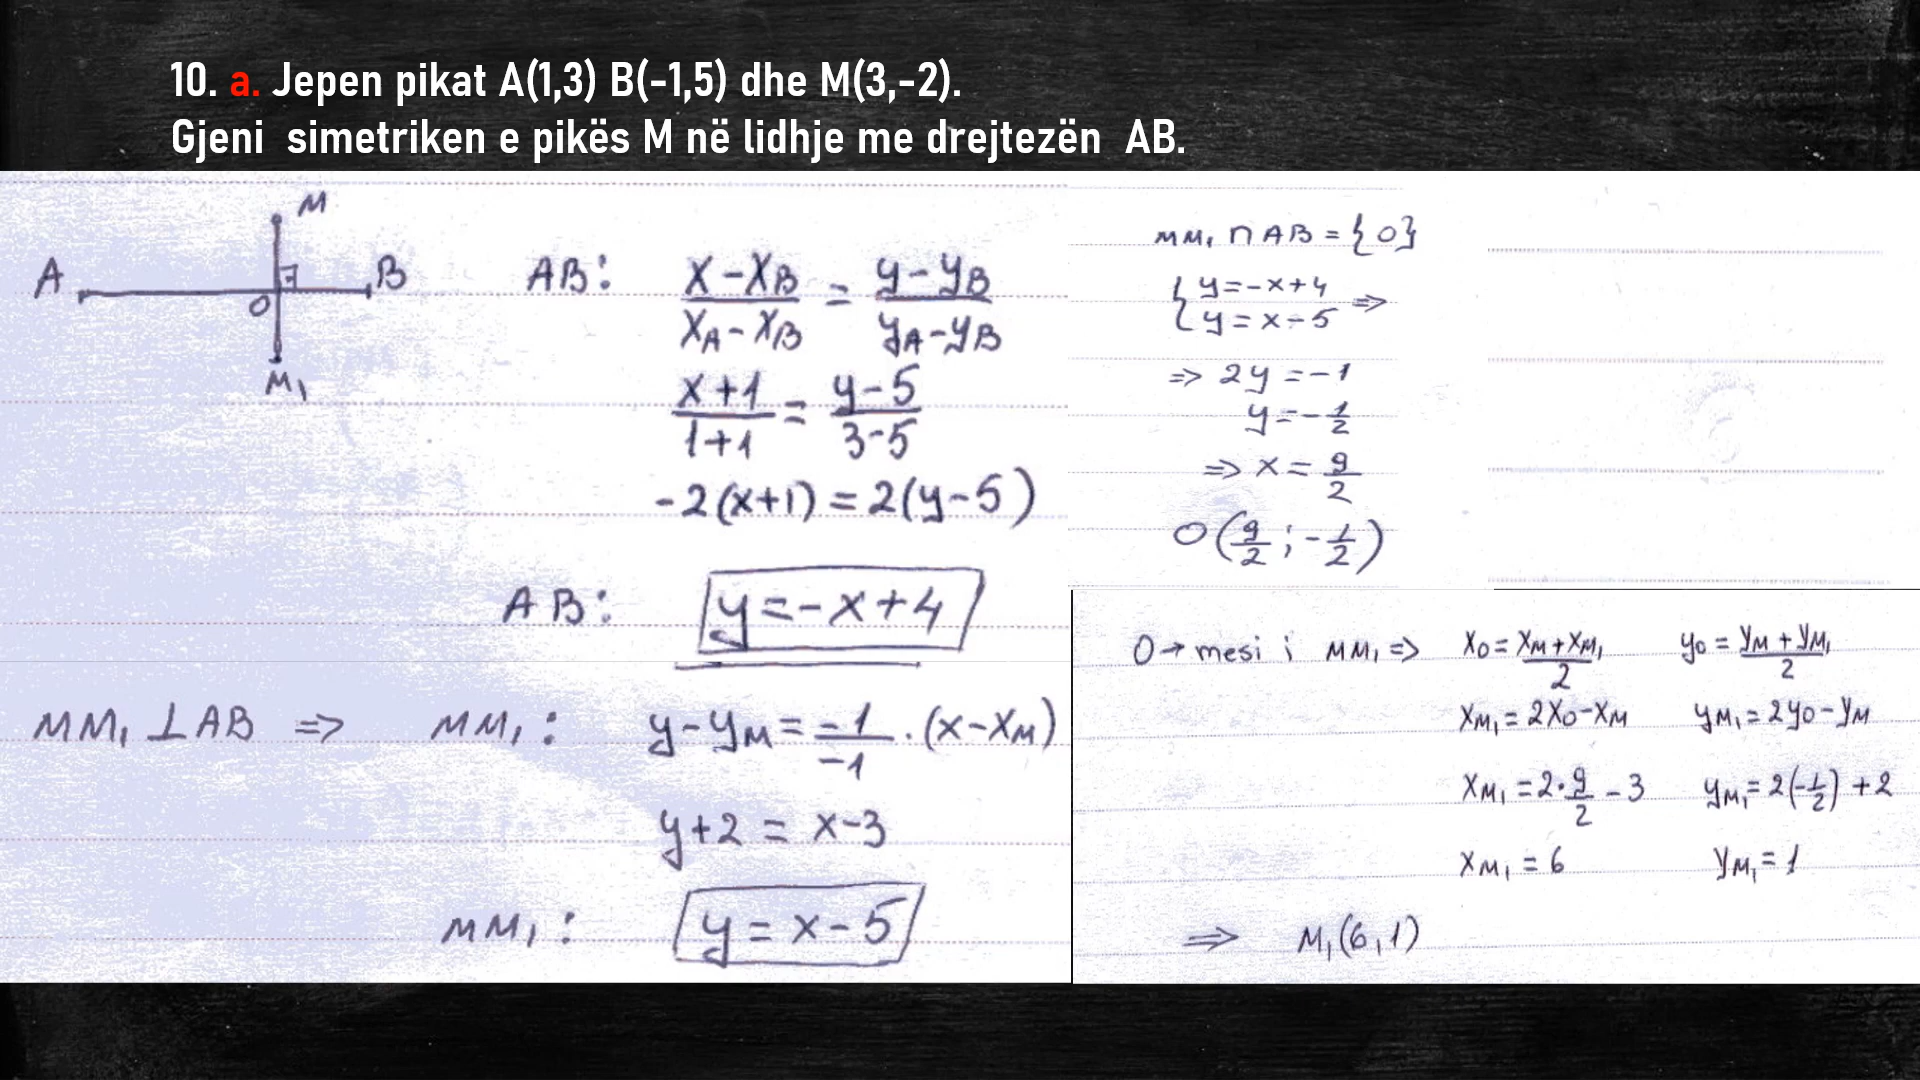 10. a. Jepen pikat A(1,3) B(-1,5) dhe M(3,-2).
Gjeni simetriken e pikës M në lidhje me drejtezën AB.
M
A
B
O
M₁
AB: (x-x_B)/(x_A-x_B) = (y-y_B)/(y_A-y_B)
(x+1)/(1+1) = (y-5)/(3-5)
-2(x+1) = 2(y-5)
AB: y=-x+4
MM₁ ⊥ AB => MM₁: y-y_M = -1/-1 · (x-x_M)
y+2 = x-3
MM₁: y = x-5
MM₁ ∩ AB = {O}
{ y=-x+4
{ y = x-5 =>
=> 2y = -1
y = -1/2
=> x = 9/2
O(9/2 ; -1/2)
O → mesi i MM₁ => x_O = (x_M + x_M₁)/2 y_O = (y_M + y_M₁)/2
x_M₁ = 2x_O - x_M y_M₁ = 2y_O - y_M
x_M₁ = 2·9/2 - 3 y_M₁ = 2(-1/2) + 2
x_M₁ = 6 y_M₁ = 1
=> M₁(6,1)